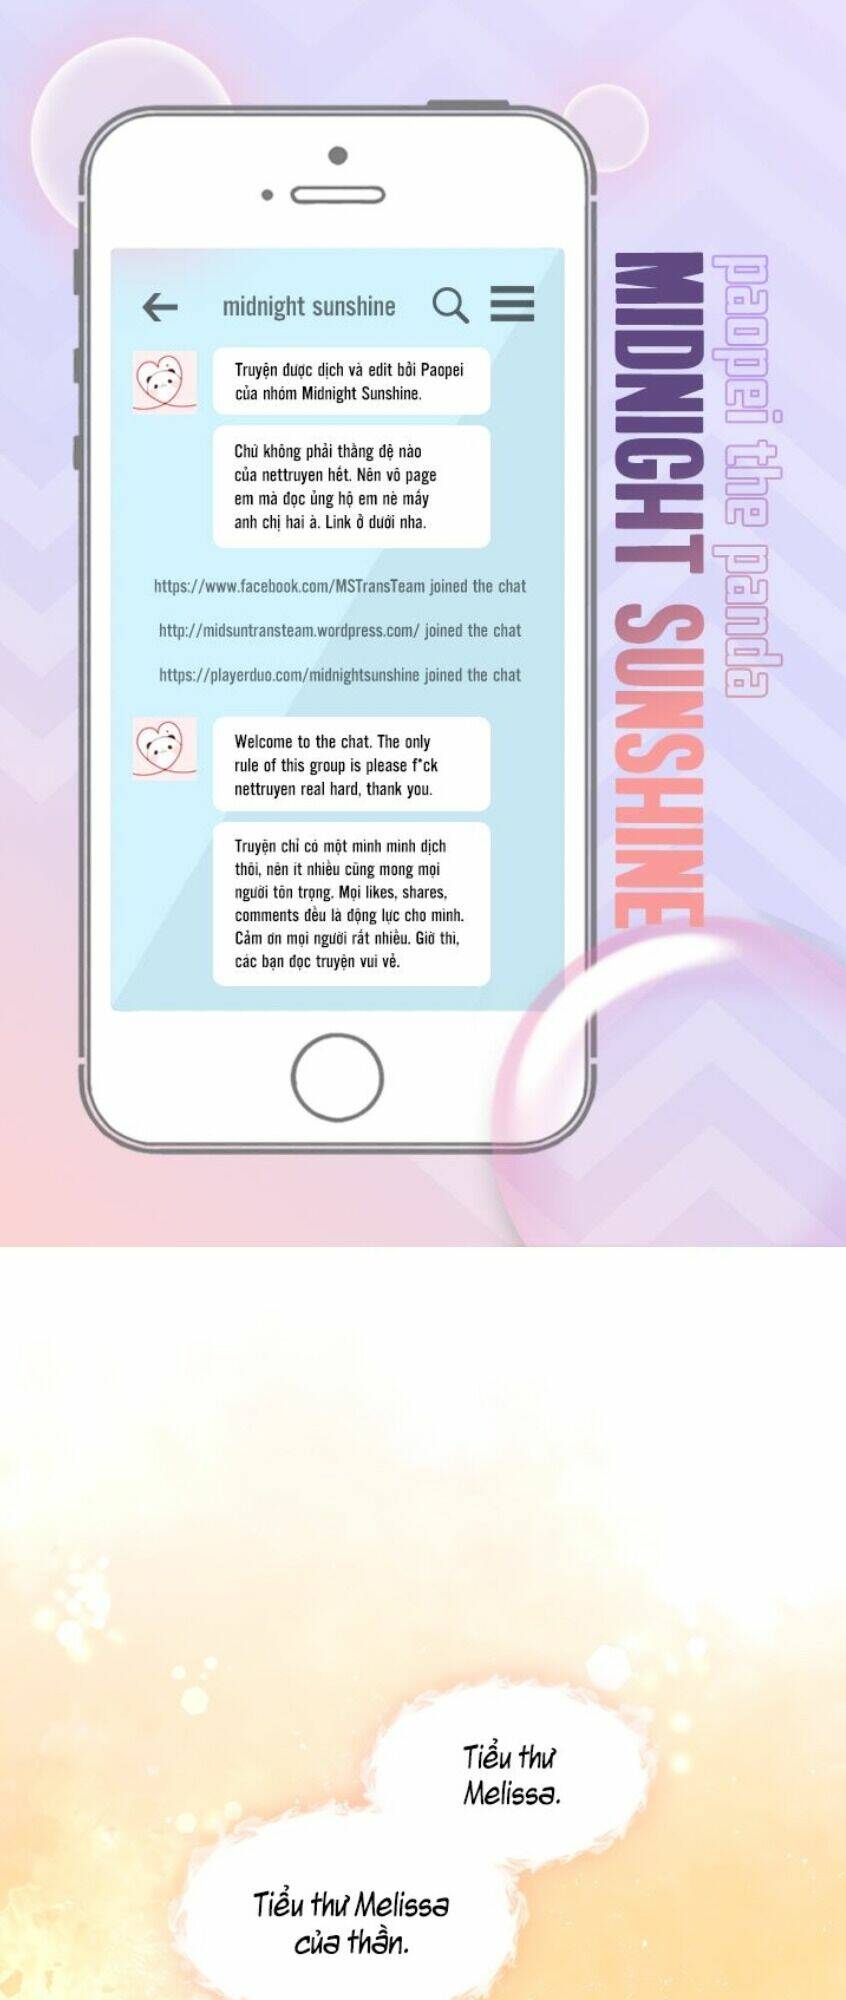 midnight sunshine
Truyện được dịch và edit bởi Paopei
của nhóm Midnight Sunshine.
Chứ không phải thằng đệ nào
của nettruyen hết. Nên vô page
em mà đọc ủng hộ em nè mấy
anh chị hai à. Link ở dưới nha.
https://www.facebook.com/MSTransTeam joined the chat
http://midsuntransteam.wordpress.com/ joined the chat
https://playerduo.com/midnightsunshine joined the chat
Welcome to the chat. The only
rule of this group is please f*ck
nettruyen real hard, thank you.
Truyện chỉ có một mình mình dịch
thôi, nên ít nhiều cũng mong mọi
người tôn trọng. Mọi likes, shares,
comments đều là động lực cho mình.
Cảm ơn mọi người rất nhiều. Giờ thì,
các bạn đọc truyện vui vẻ.
paopei the panda
MIDNIGHT SUNSHINE
Tiểu thư
Melissa.
Tiểu thư Melissa
của thần.